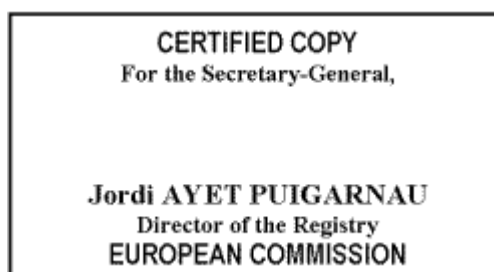 CERTIFIED COPY
For the Secretary-General,
Jordi AYET PUIGARNAU
Director of the Registry
EUROPEAN COMMISSION